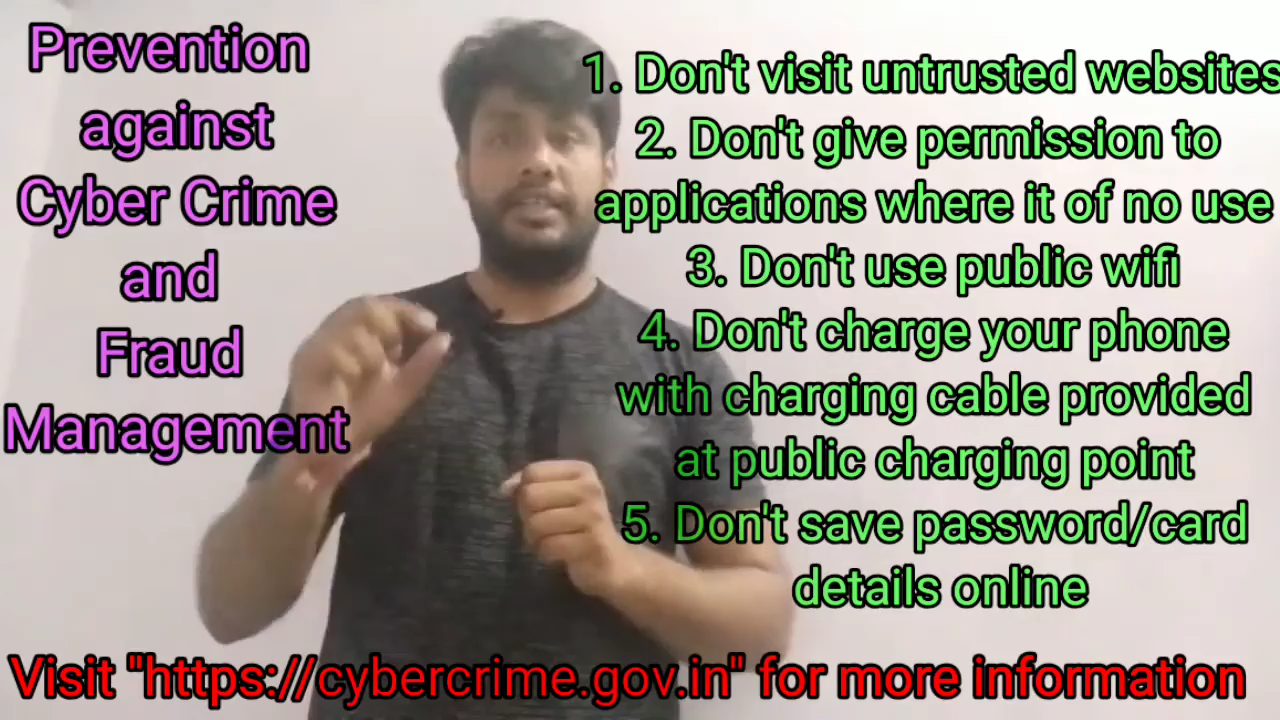 Prevention
against
Cyber Crime
and
Fraud
Management
1. Don't visit untrusted websites
2. Don't give permission to
applications where it of no use
3. Don't use public wifi
4. Don't charge your phone
with charging cable provided
at public charging point
5. Don't save password/card
details online
Visit "https://cybercrime.gov.in" for more information